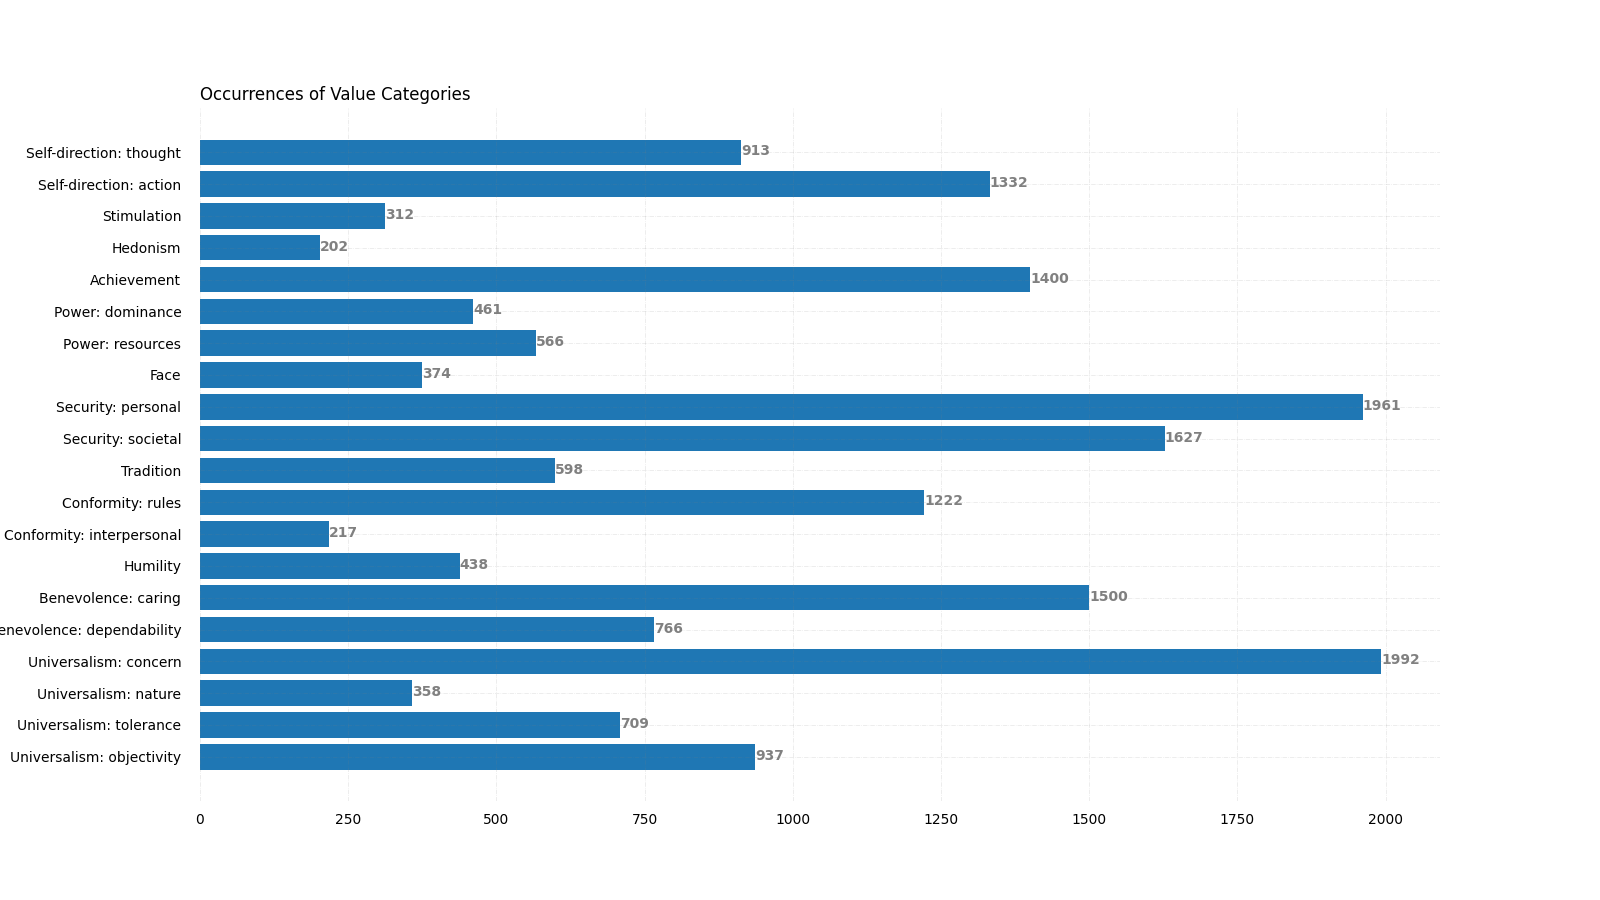 Occurrences of Value Categories
Self-direction: thought 913
Self-direction: action 1332
Stimulation 312
Hedonism 202
Achievement 1400
Power: dominance 461
Power: resources 566
Face 374
Security: personal 1961
Security: societal 1627
Tradition 598
Conformity: rules 1222
Conformity: interpersonal 217
Humility 438
Benevolence: caring 1500
enevolence: dependability 766
Universalism: concern 1992
Universalism: nature 358
Universalism: tolerance 709
Universalism: objectivity 937
0 250 500 750 1000 1250 1500 1750 2000